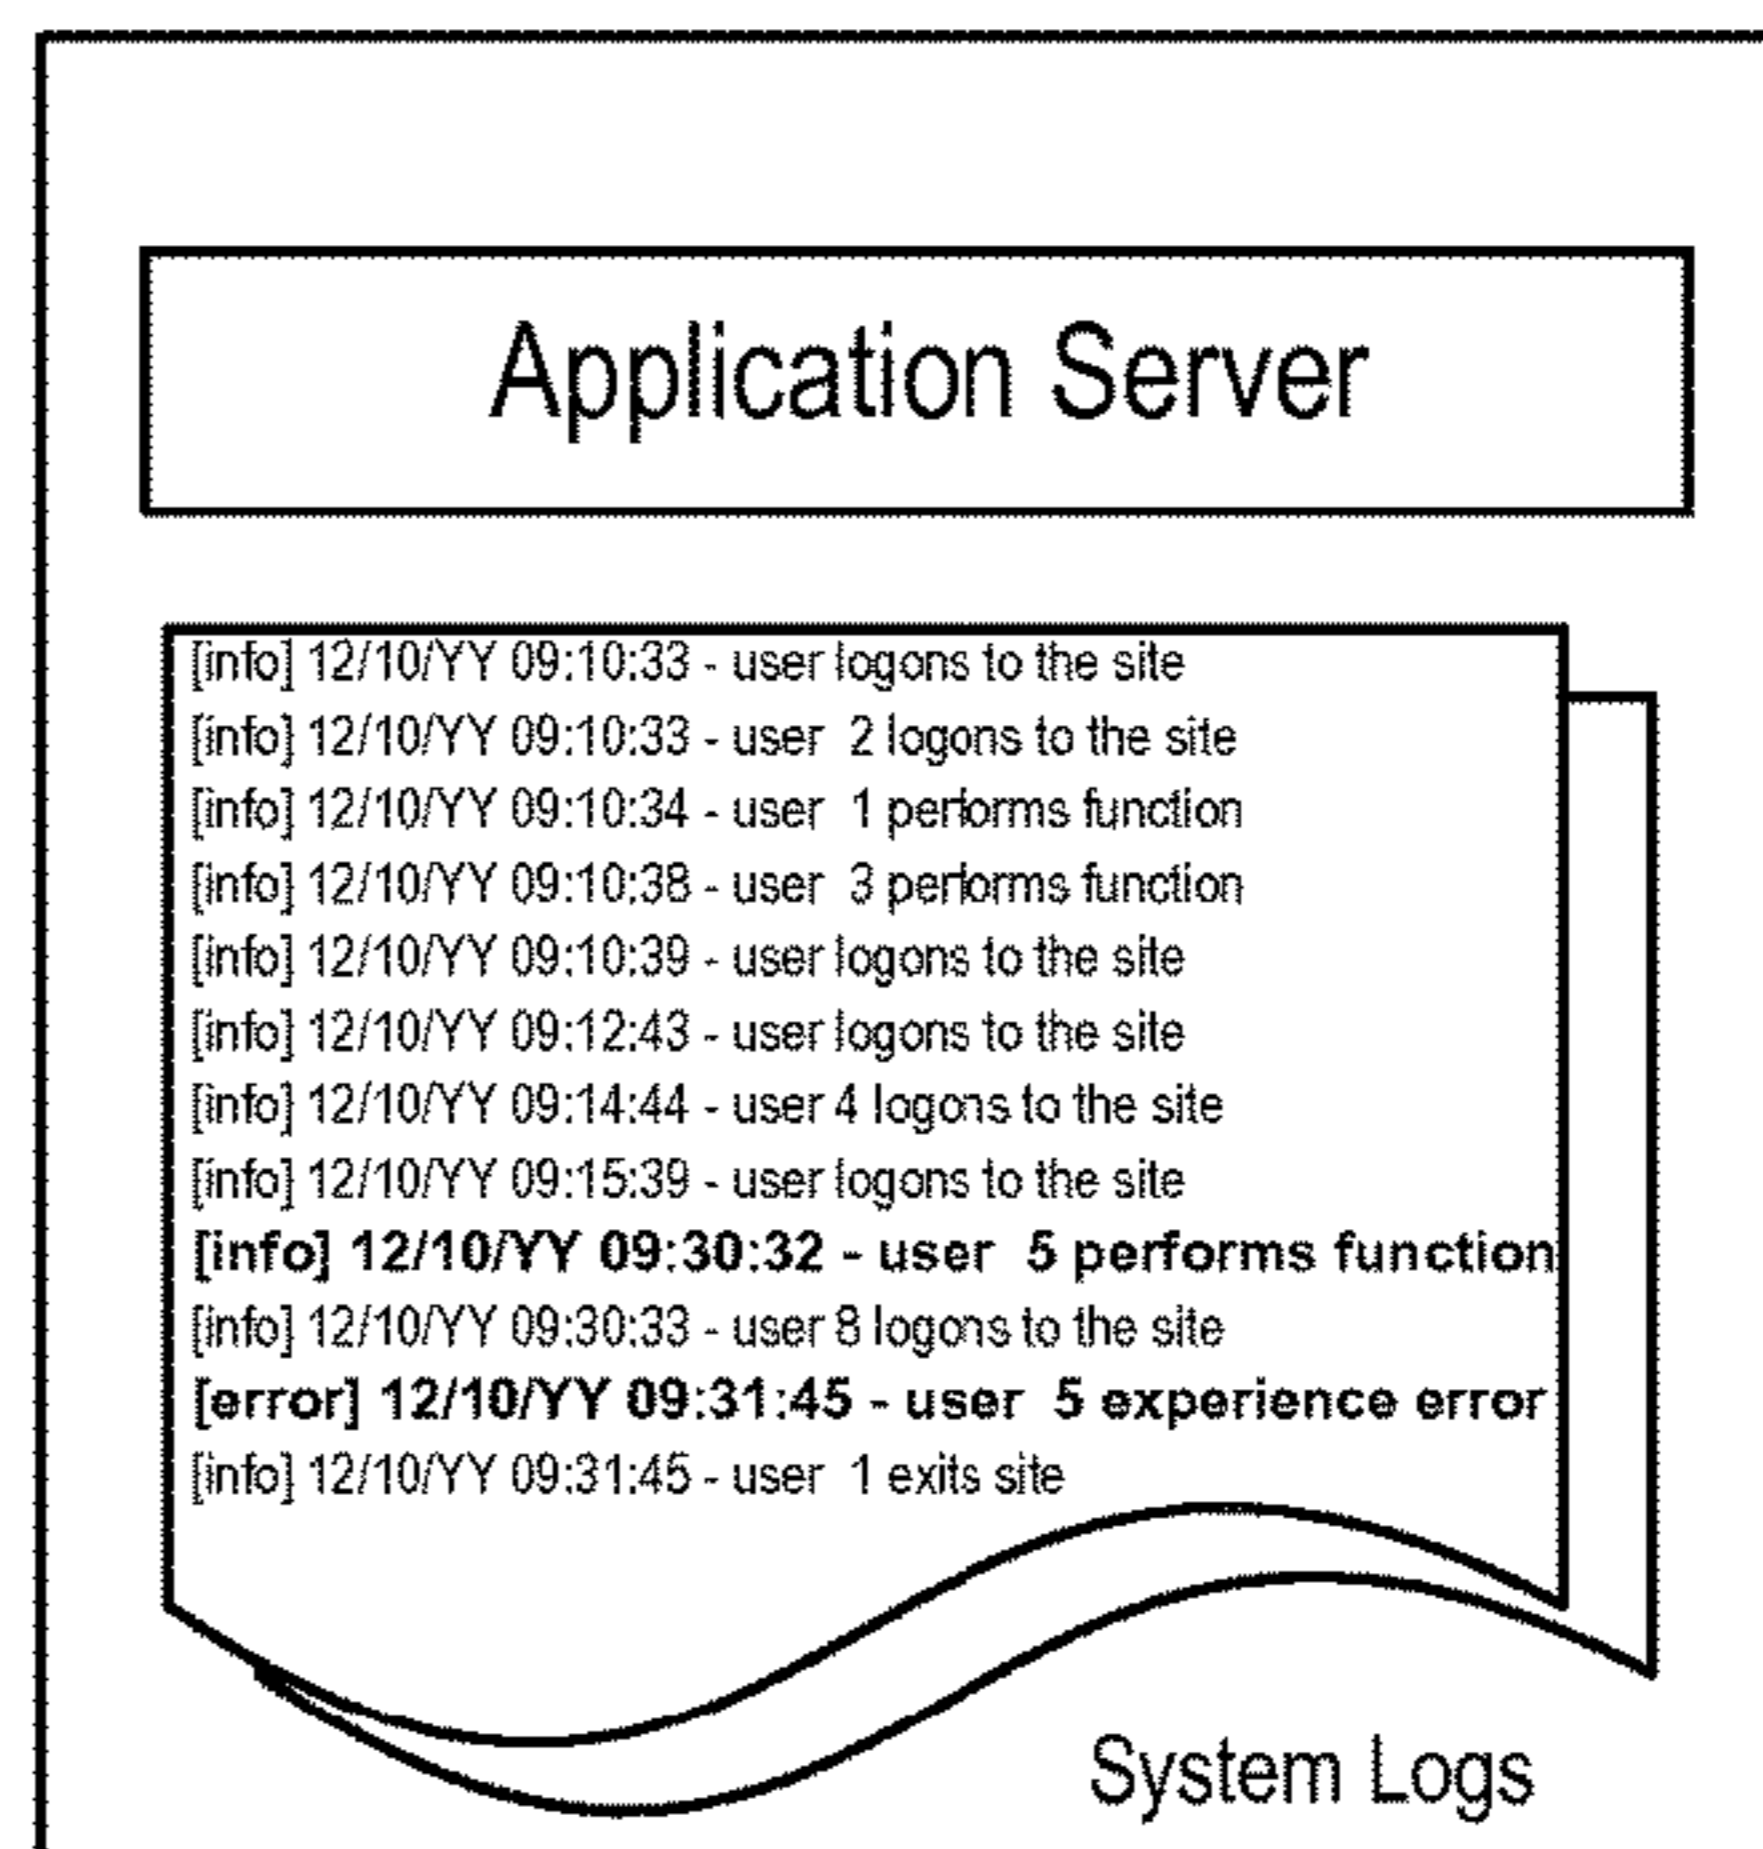 Application Server
[info] 12/10/YY 09:10:33 - user logons to the site
[info] 12/10/YY 09:10:33 - user 2 logons to the site
[info] 12/10/YY 09:10:34 - user 1 performs function
[info] 12/10/YY 09:10:38 - user 3 performs function
[info] 12/10/YY 09:10:39 - user logons to the site
[info] 12/10/YY 09:12:43 - user logons to the site
[info] 12/10/YY 09:14:44 - user 4 logons to the site
[info] 12/10/YY 09:15:39 - user logons to the site
[info] 12/10/YY 09:30:32 - user 5 performs function
[info] 12/10/YY 09:30:33 - user 8 logons to the site
[error] 12/10/YY 09:31:45 - user 5 experience error
[info] 12/10/YY 09:31:45 - user 1 exits site
System Logs